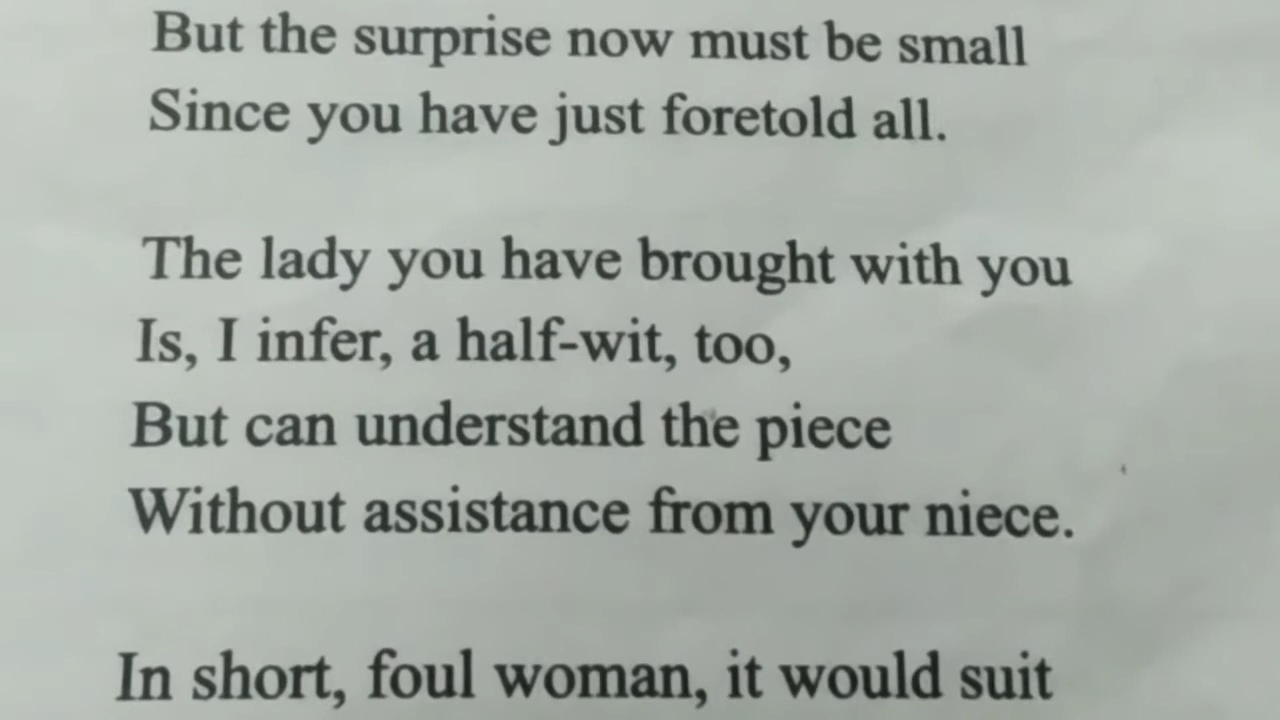 But the surprise now must be small
Since you have just foretold all.
The lady you have brought with you
Is, I infer, a half-wit, too,
But can understand the piece
Without assistance from your niece.
In short, foul woman, it would suit